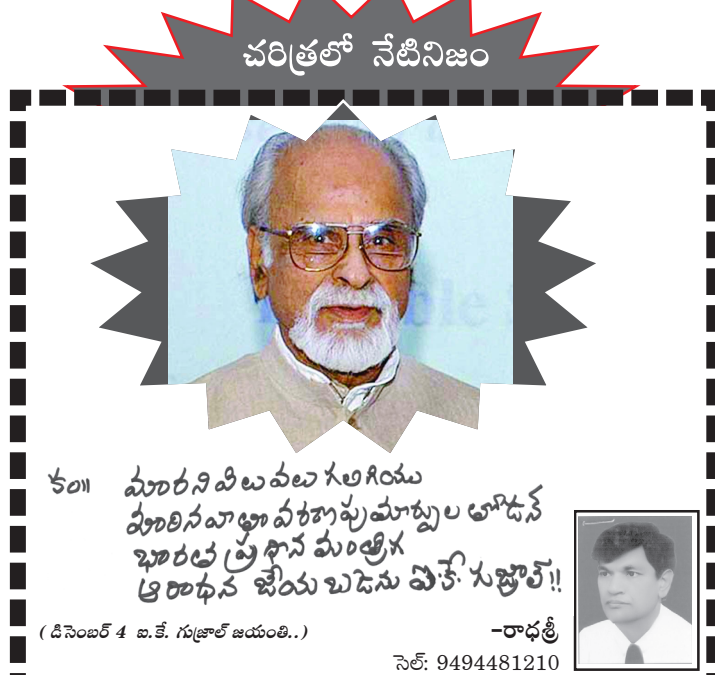 చరిత్రలో నేటినిజం
కం॥ మారని విలువలు గలిగియు
మారిన వాతావరణపు మార్పుల తోడన్
భారత ప్రధాన మంత్రిగ
ఆరాధన జేయబడెను ఐ.కే. గుజ్రాల్!!
( డిసెంబర్ 4 ఐ.కే. గుజ్రాల్ జయంతి..)
-రాధశ్రీ
సెల్: 9494481210